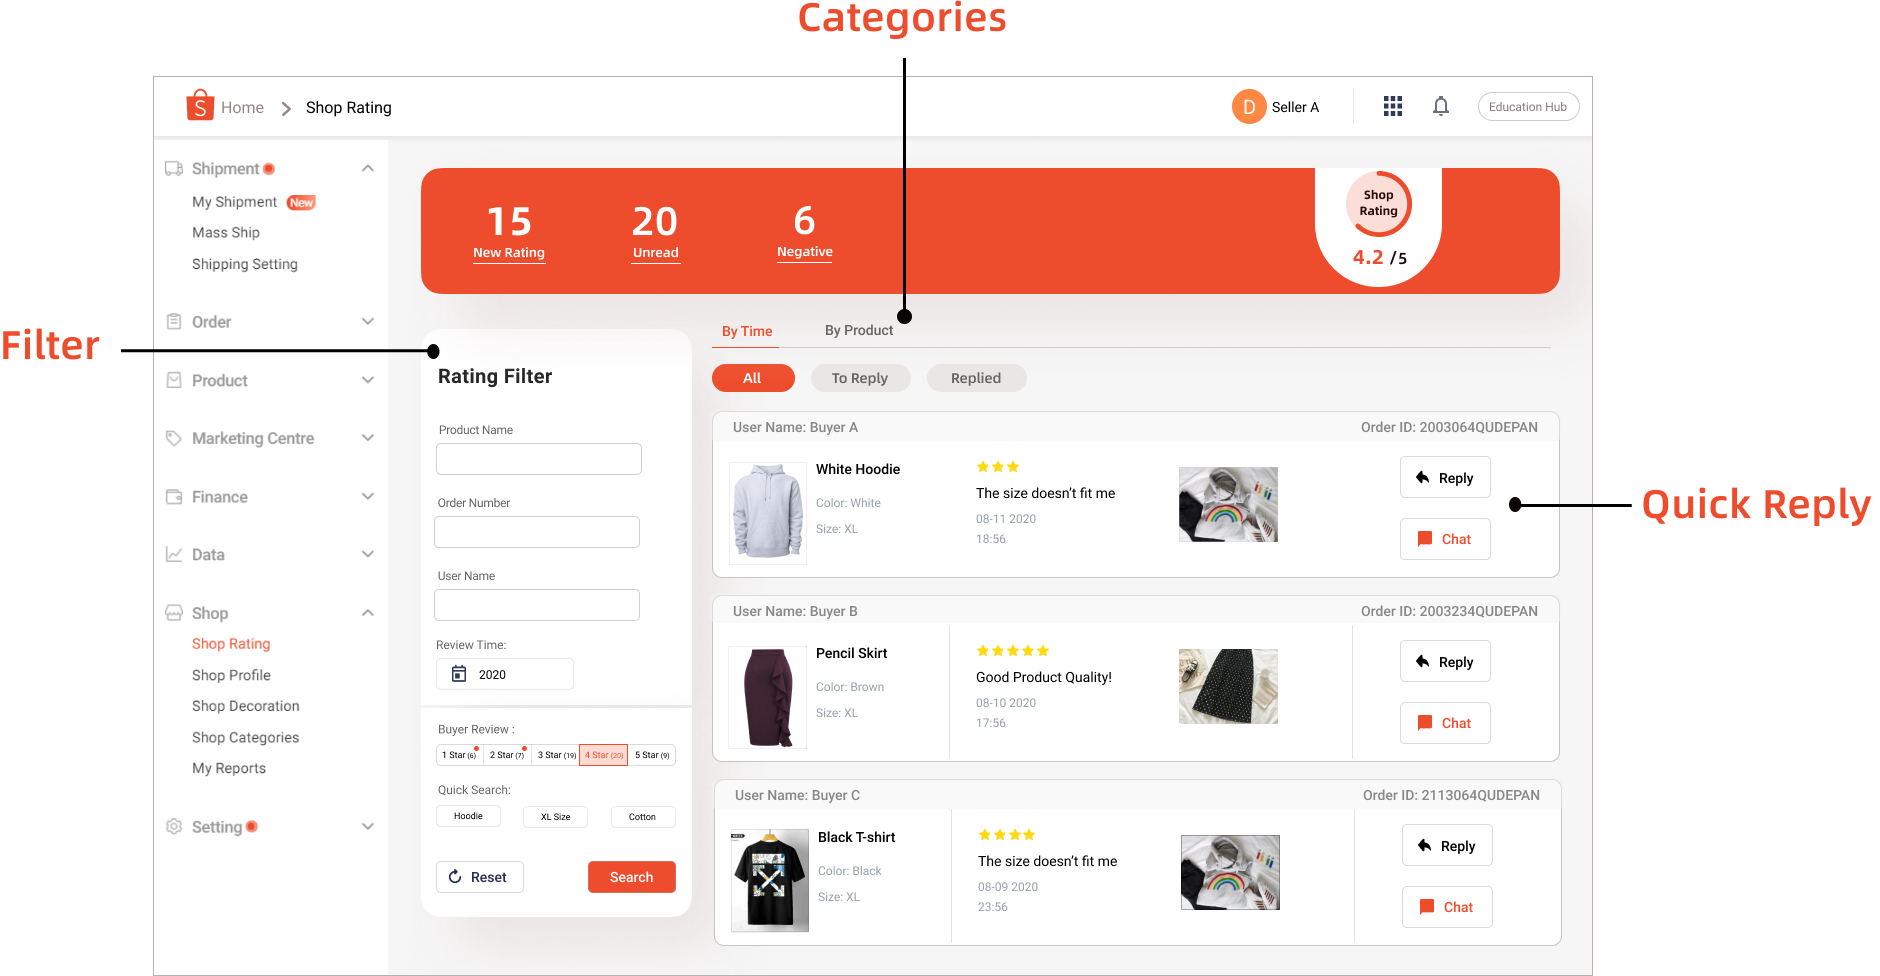 Categories
S Home > Shop Rating
D Seller A
Education Hub
Shipment
My Shipment New
Mass Ship
Shipping Setting
Order
Product
Marketing Centre
Finance
Data
Shop
Shop Rating
Shop Profile
Shop Decoration
Shop Categories
My Reports
Setting
15
New Rating
20
Unread
6
Negative
Shop
Rating
4.2 /5
Filter
Rating Filter
Product Name
Order Number
User Name
Review Time:
2020
Buyer Review :
1 Star (6) 2 Star (7) 3 Star (19) 4 Star (20) 5 Star (9)
Quick Search:
Hoodie XL Size Cotton
Reset Search
By Time By Product
All To Reply Replied
User Name: Buyer A Order ID: 2003064QUDEPAN
White Hoodie
Color: White
Size: XL
The size doesn’t fit me
08-11 2020
18:56
Reply
Chat
Quick Reply
User Name: Buyer B Order ID: 2003234QUDEPAN
Pencil Skirt
Color: Brown
Size: XL
Good Product Quality!
08-10 2020
17:56
Reply
Chat
User Name: Buyer C Order ID: 2113064QUDEPAN
Black T-shirt
Color: Black
Size: XL
The size doesn’t fit me
08-09 2020
23:56
Reply
Chat